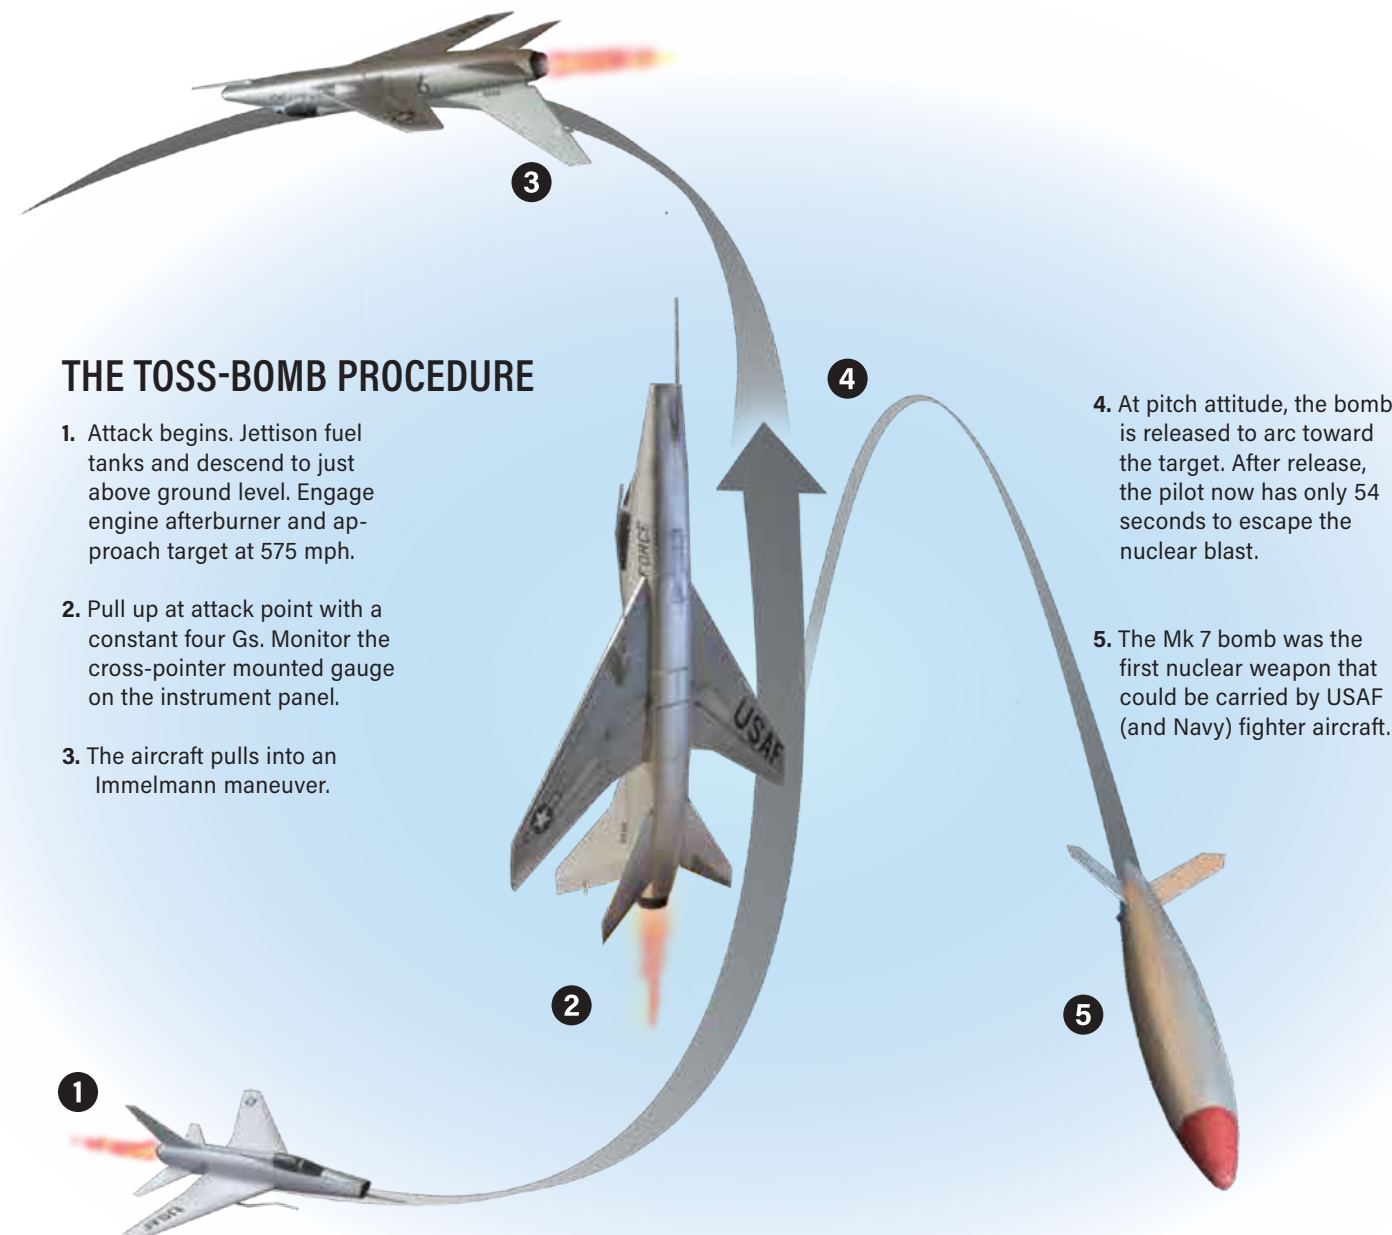 3
THE TOSS-BOMB PROCEDURE
1. Attack begins. Jettison fuel
tanks and descend to just
above ground level. Engage
engine afterburner and ap-
proach target at 575 mph.
2. Pull up at attack point with a
constant four Gs. Monitor the
cross-pointer mounted gauge
on the instrument panel.
3. The aircraft pulls into an
Immelmann maneuver.
4
4. At pitch attitude, the bomb
is released to arc toward
the target. After release,
the pilot now has only 54
seconds to escape the
nuclear blast.
5. The Mk 7 bomb was the
first nuclear weapon that
could be carried by USAF
(and Navy) fighter aircraft.
FORCE
USAF
2
5
1
USAF